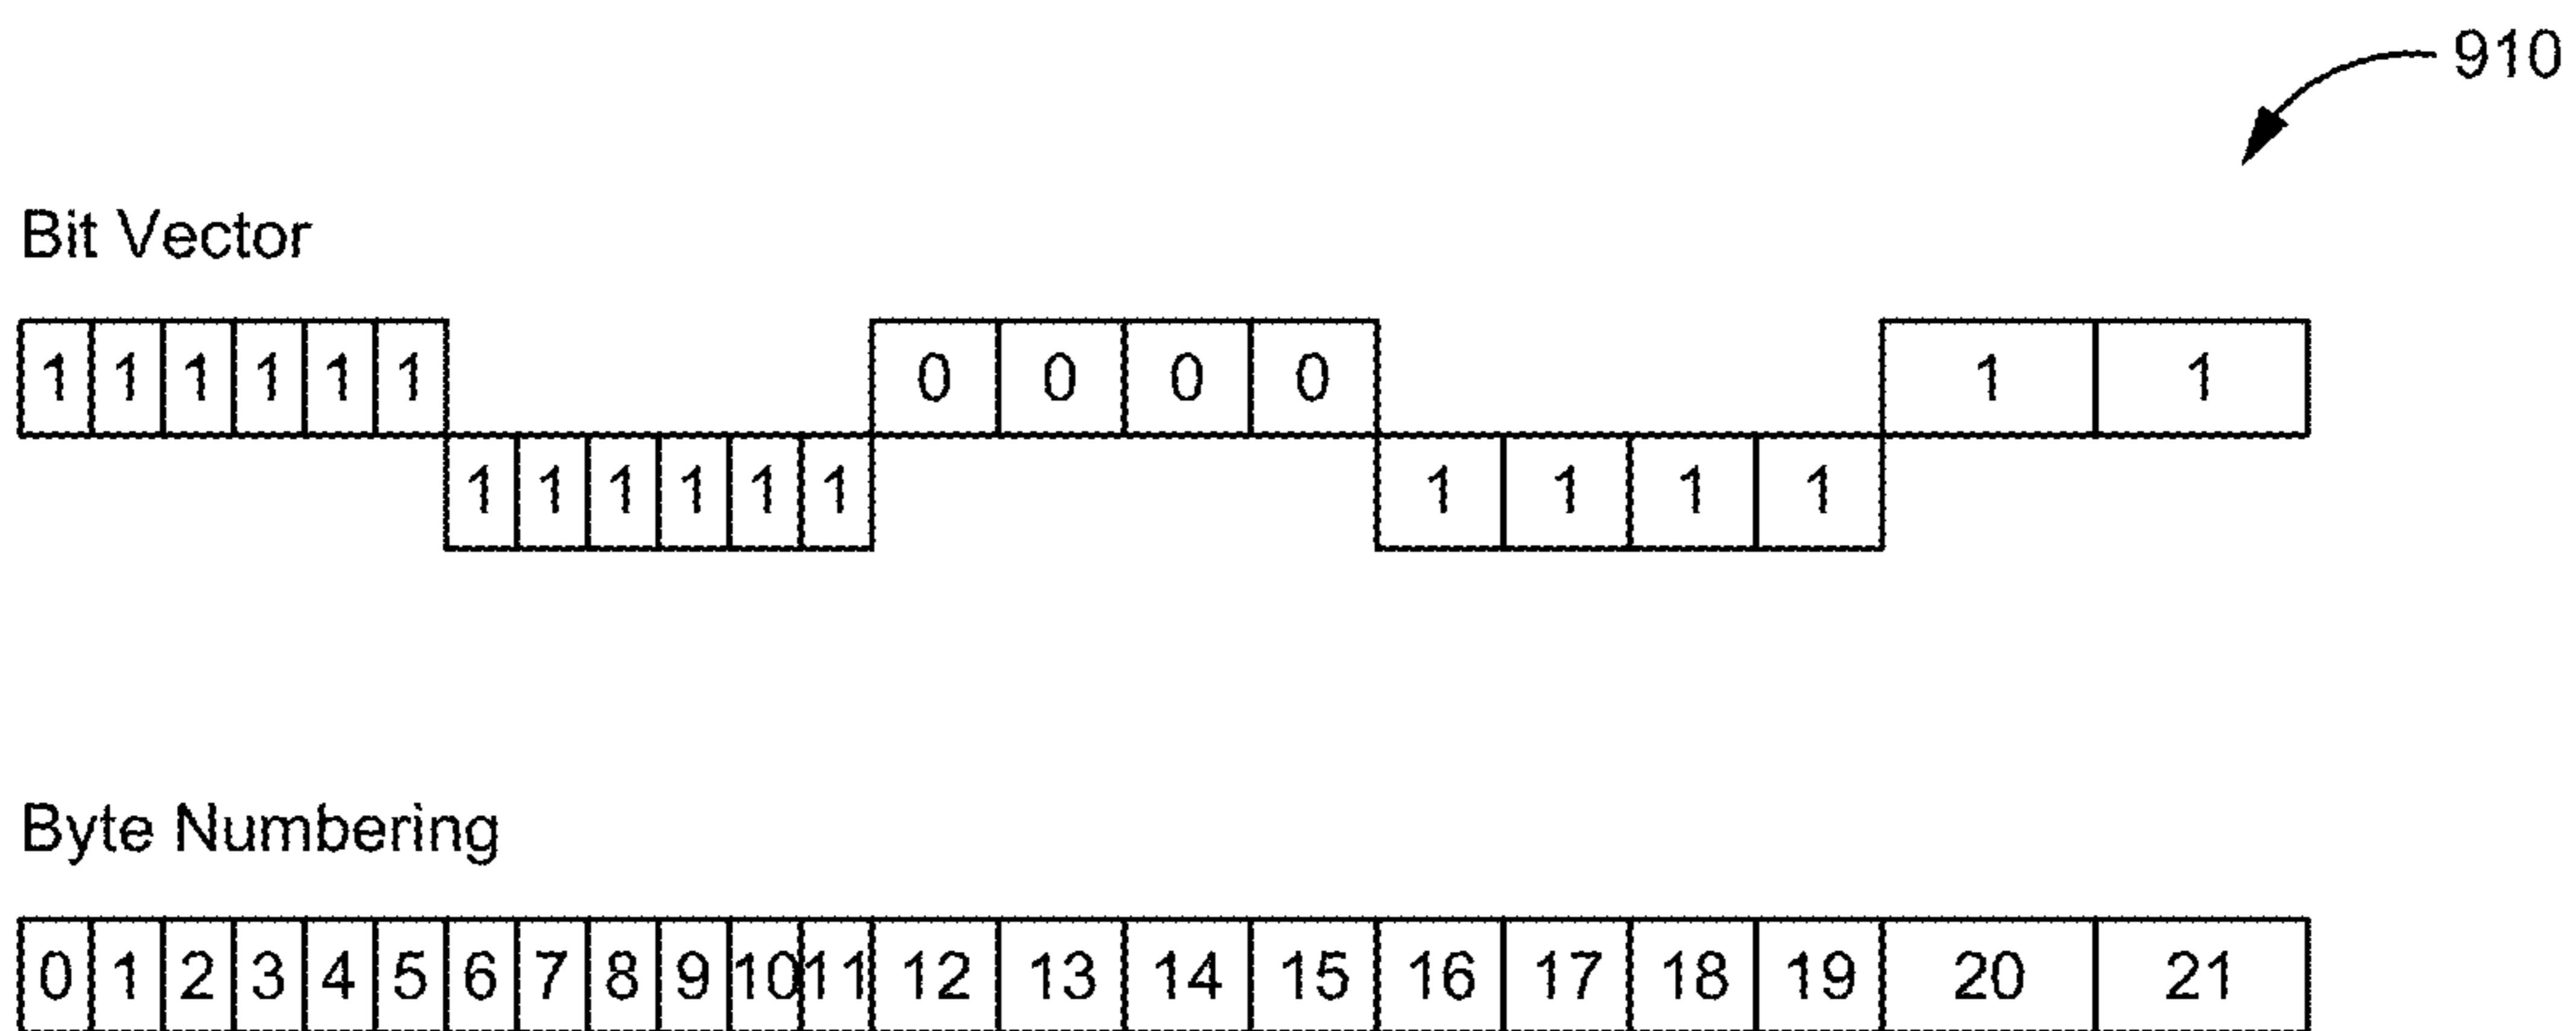 910
Bit Vector
1 1 1 1 1 1 0 0 0 0 1 1
1 1 1 1 1 1 1 1 1 1
Byte Numbering
0 1 2 3 4 5 6 7 8 9 10 11 12 13 14 15 16 17 18 19 20 21